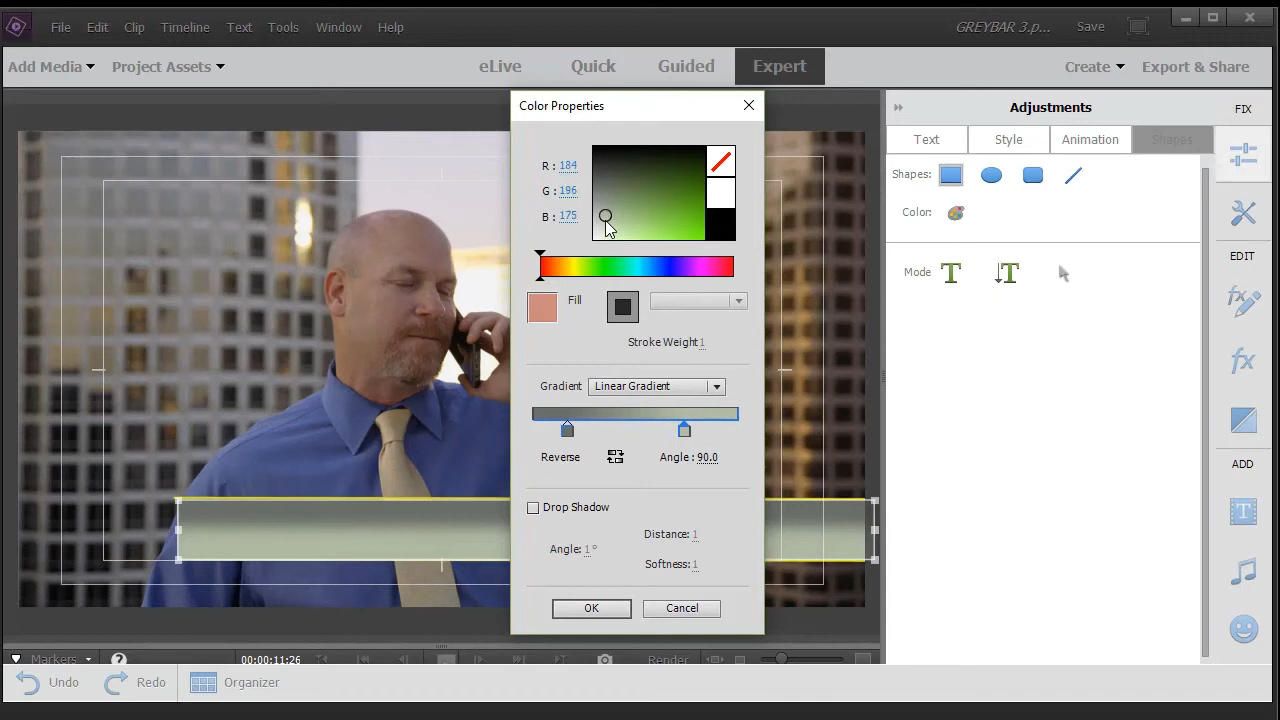 File Edit Clip Timeline Text Tools Window Help GREYBAR 3.p... Save
Add Media Project Assets eLive Quick Guided Expert Create Export & Share
Color Properties
Adjustments
FIX
Text Style Animation Shapes
R: 184
G: 196
B: 175
Shapes:
Color:
Mode T T
EDIT
Fill
Stroke Weight 1
Gradient Linear Gradient
Reverse Angle: 90.0
ADD
Drop Shadow
Distance: 1
Angle: 1°
Softness: 1
OK Cancel
Markers 00:00:11:26 Render
Undo Redo Organizer